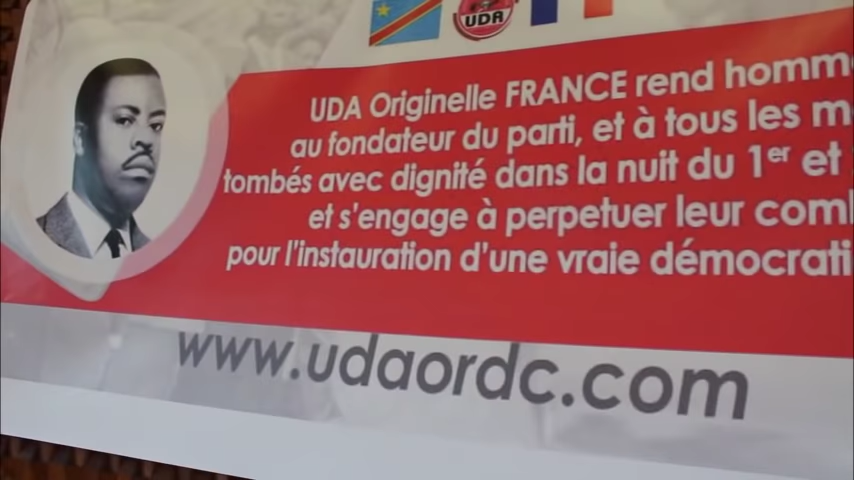 UDA
UDA Originelle FRANCE rend homm
au fondateur du parti, et à tous les m
tombés avec dignité dans la nuit du 1er et
et s'engage à perpetuer leur com
pour l'instauration d'une vraie démocrati
www.udaordc.com